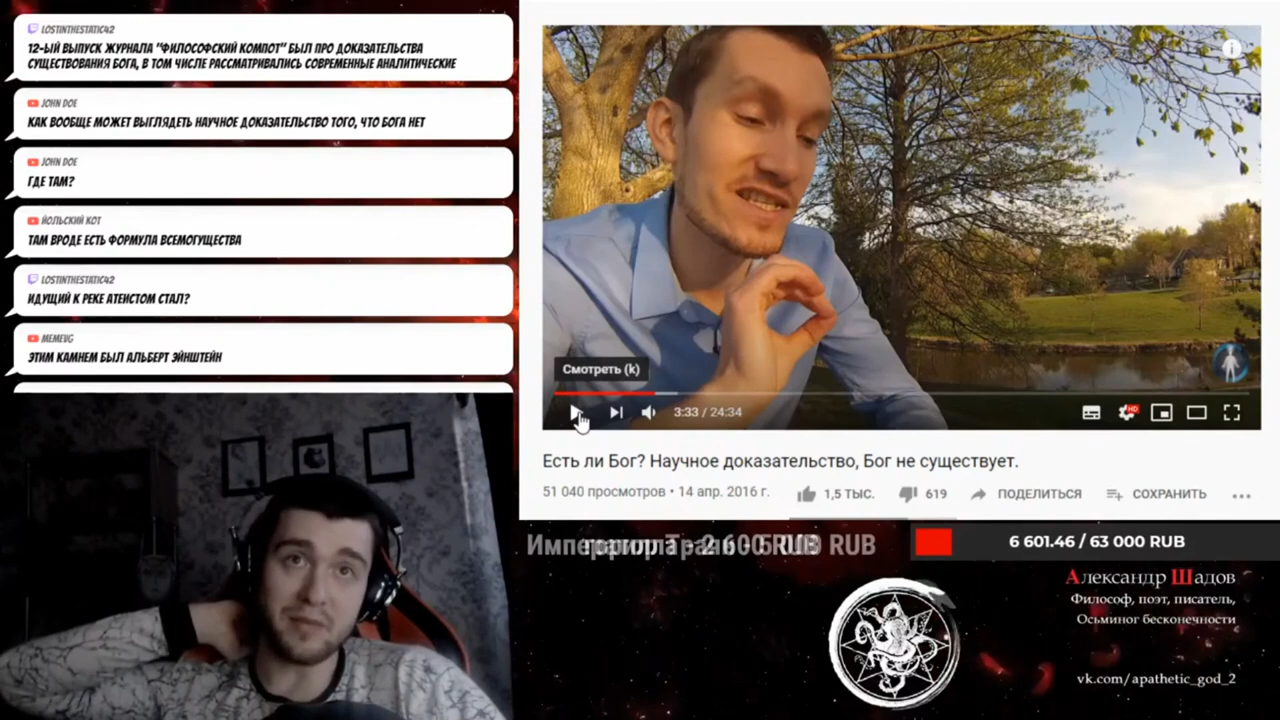 LOSTINTHESTATIC42
12-ЫЙ ВЫПУСК ЖУРНАЛА "ФИЛОСОФСКИЙ КОМПОТ" БЫЛ ПРО ДОКАЗАТЕЛЬСТВА
СУЩЕСТВОВАНИЯ БОГА, В ТОМ ЧИСЛЕ РАССМАТРИВАЛИСЬ СОВРЕМЕННЫЕ АНАЛИТИЧЕСКИЕ
JOHN DOE
КАК ВООБЩЕ МОЖЕТ ВЫГЛЯДЕТЬ НАУЧНОЕ ДОКАЗАТЕЛЬСТВО ТОГО, ЧТО БОГА НЕТ
JOHN DOE
ГДЕ ТАМ?
ЙОЛЬСКИЙ КОТ
ТАМ ВРОДЕ ЕСТЬ ФОРМУЛА ВСЕМОГУЩЕСТВА
LOSTINTHESTATIC42
ИДУЩИЙ К РЕКЕ АТЕИСТОМ СТАЛ?
MEMEVG
ЭТИМ КАМНЕМ БЫЛ АЛЬБЕРТ ЭЙНШТЕЙН
Смотреть (k)
3:33 / 24:34
HD
Есть ли Бог? Научное доказательство, Бог не существует.
51 040 просмотров • 14 апр. 2016 г.
1,5 ТЫС.
619
ПОДЕЛИТЬСЯ
СОХРАНИТЬ
RUB
6 601.46 / 63 000 RUB
Александр Шадов
Философ, поэт, писатель,
Осьминог бесконечности
vk.com/apathetic_god_2